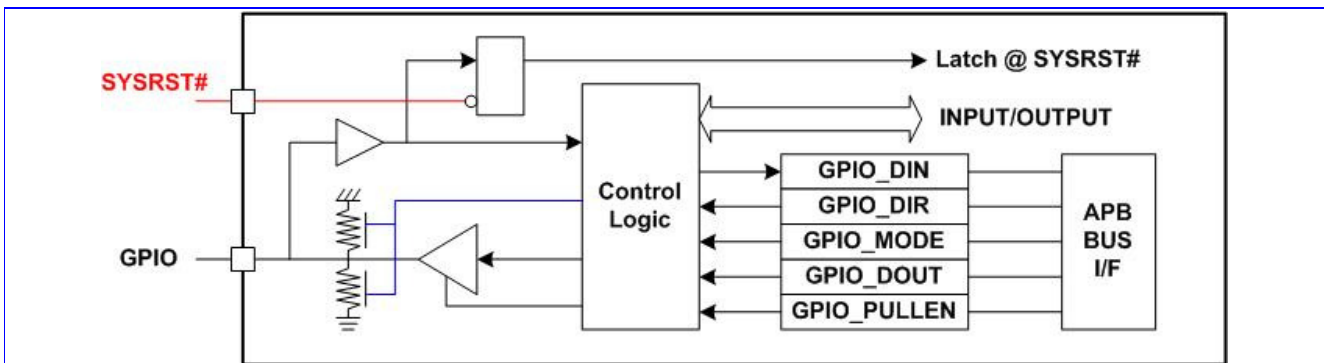 SYSRST#
Latch @ SYSRST#
INPUT/OUTPUT
Control
Logic
GPIO_DIN
GPIO_DIR
GPIO_MODE
GPIO_DOUT
GPIO_PULLEN
APB
BUS
I/F
GPIO